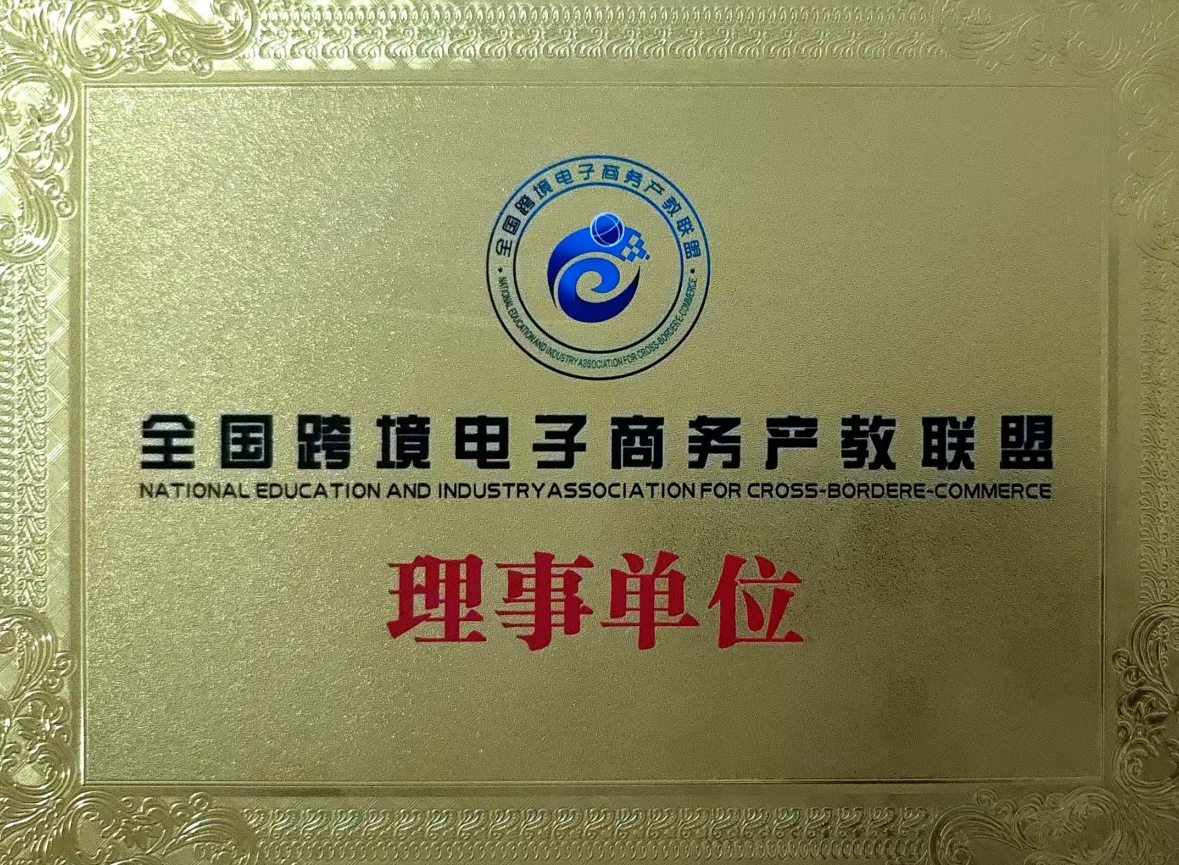 全国跨境电子商务产教联盟
NATIONAL EDUCATION AND INDUSTRY ASSOCIATION FOR CROSS-BORDERE-COMMERCE
全国跨境电子商务产教联盟
NATIONAL EDUCATION AND INDUSTRYASSOCIATION FOR CROSS-BORDERE-COMMERCE
理事单位